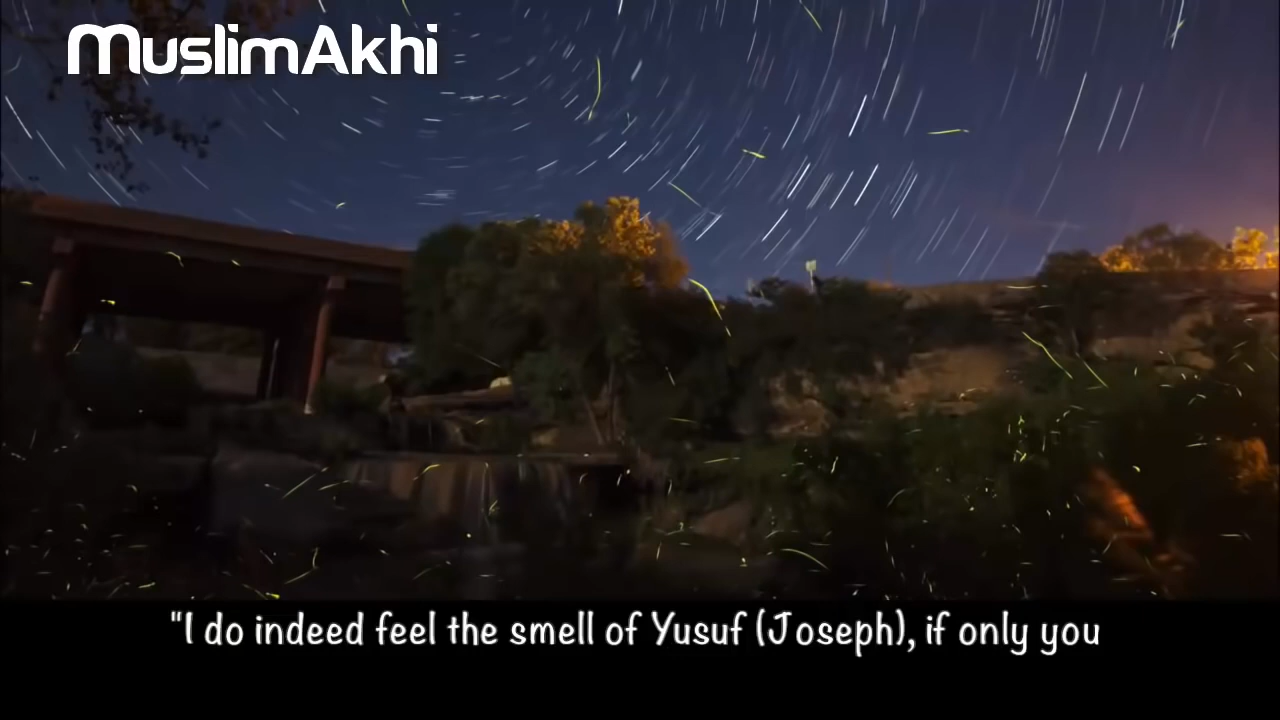 MuslimAkhi
"I do indeed feel the smell of Yusuf (Joseph), if only you